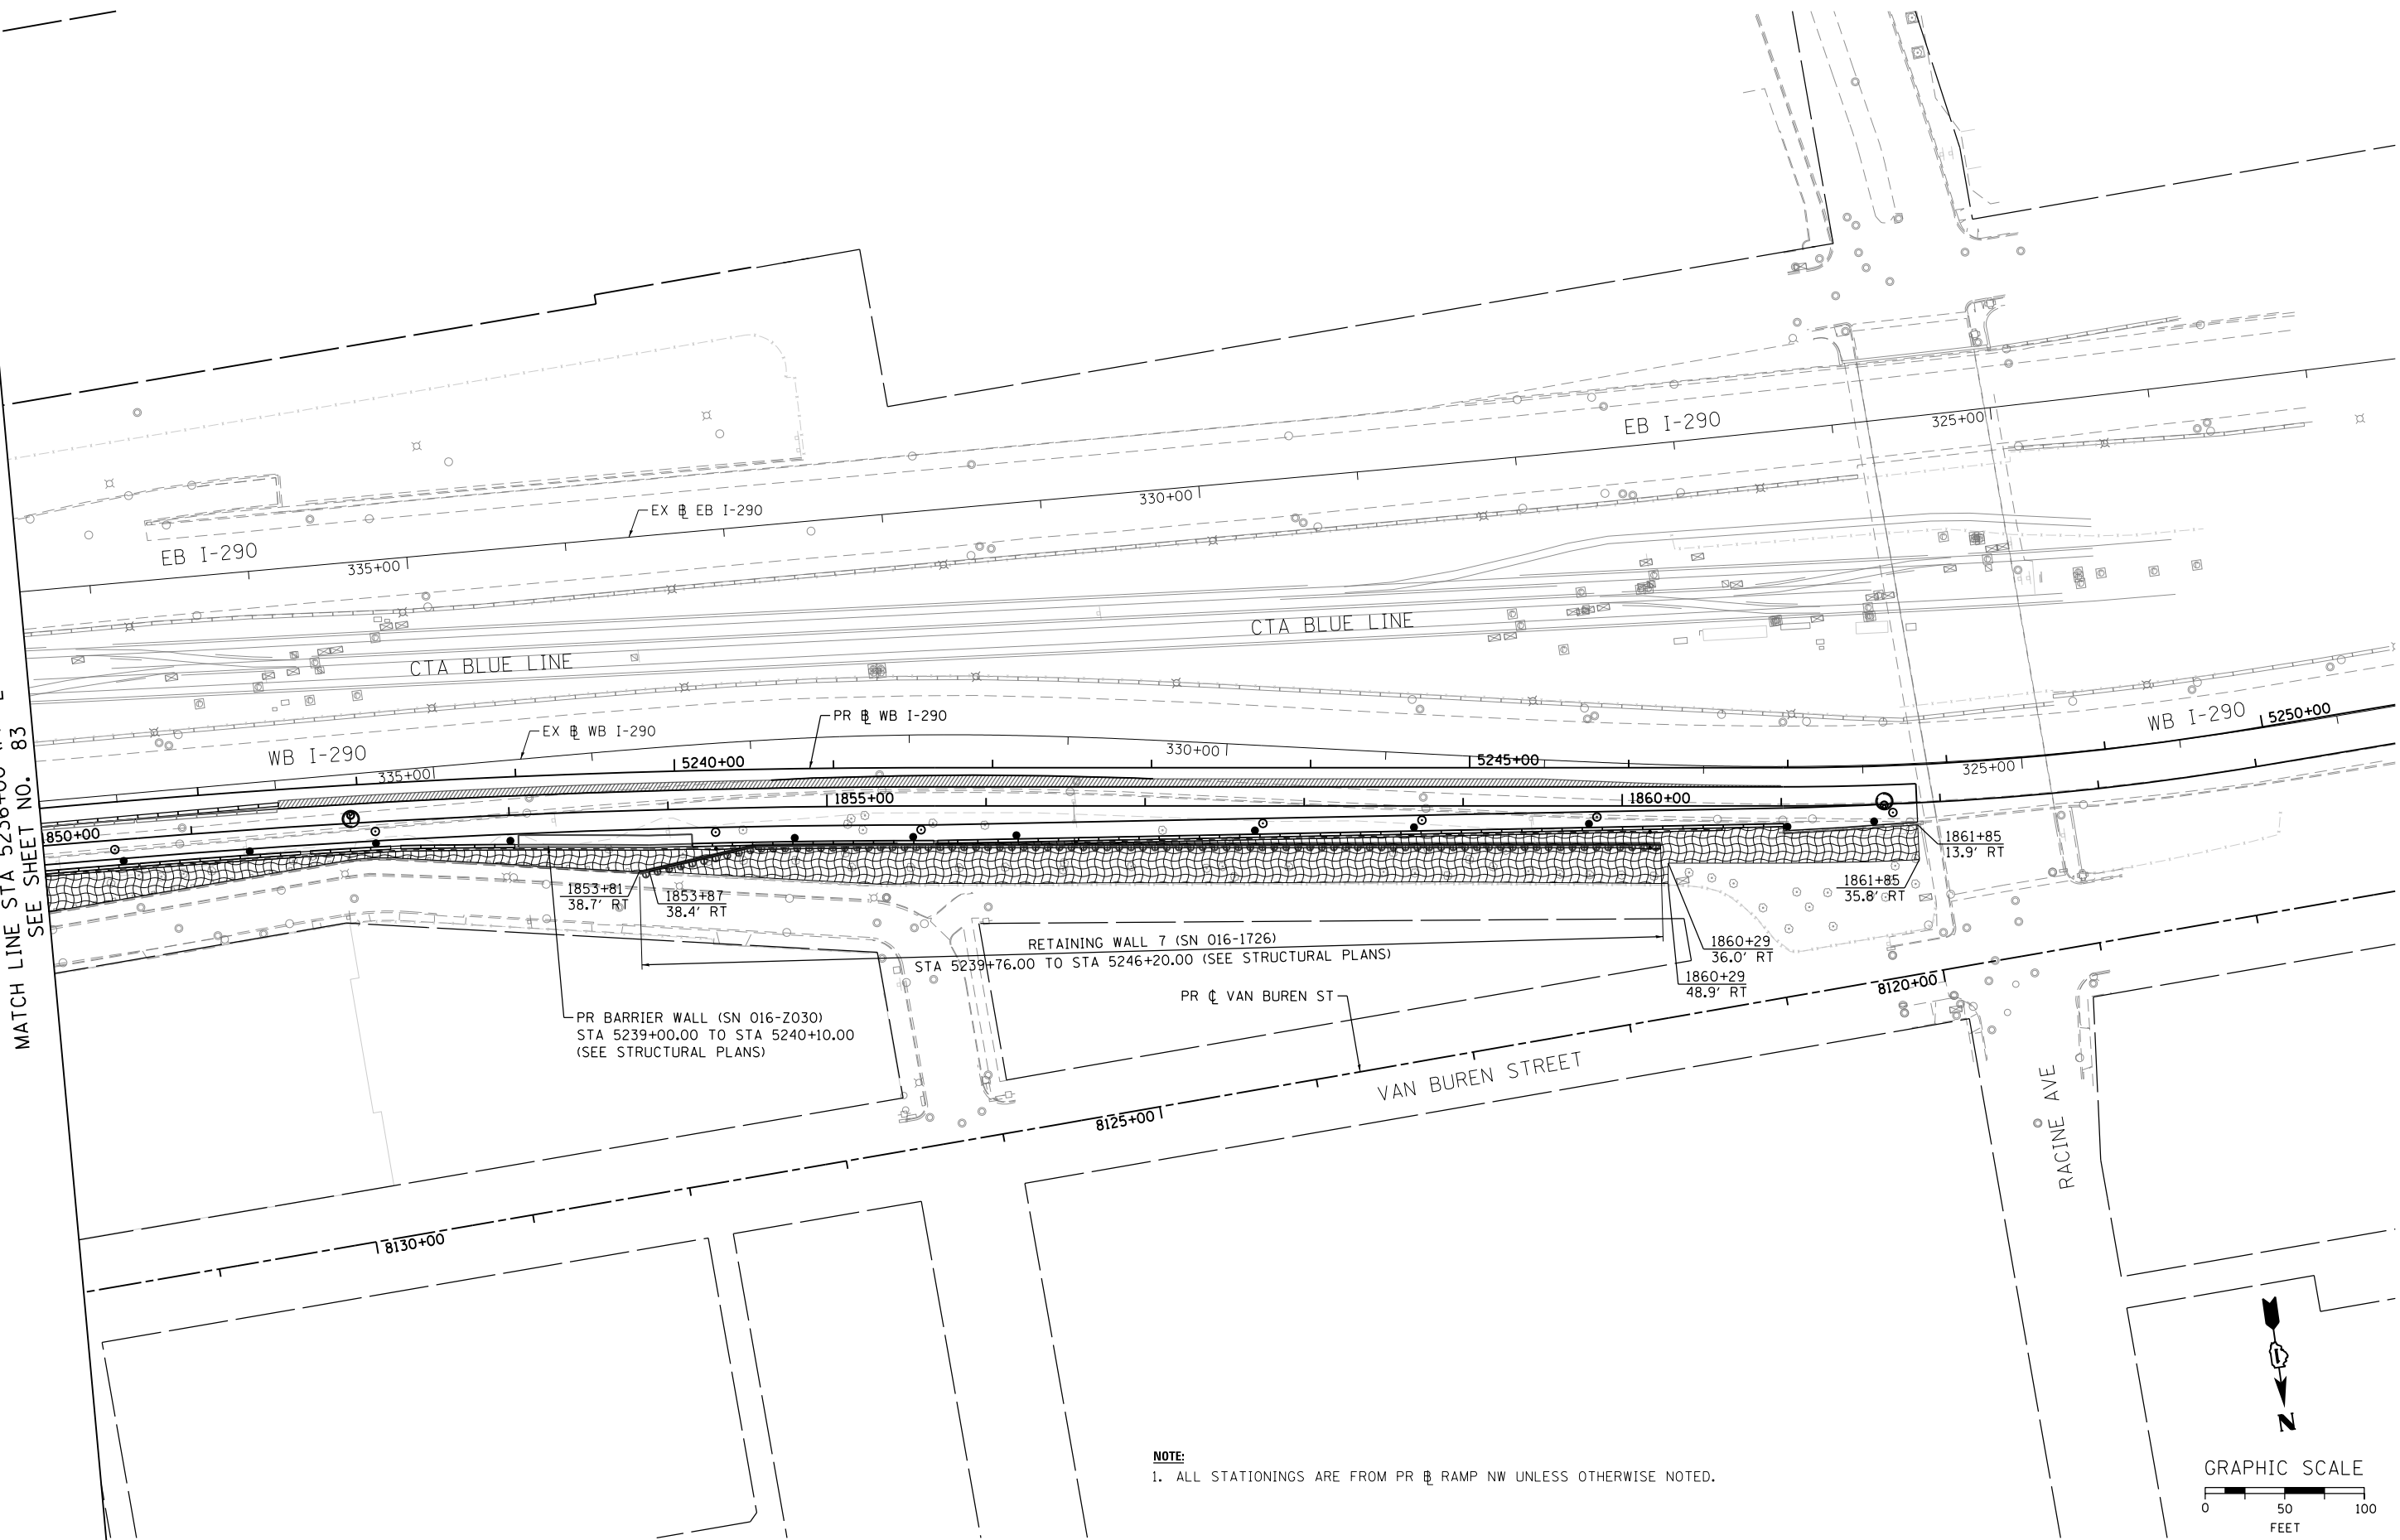 EB I-290
325+00
330+00
EX ℄ EB I-290
EB I-290
335+00
CTA BLUE LINE
CTA BLUE LINE
PR ℄ WB I-290
EX ℄ WB I-290
WB I-290
5250+00
WB I-290
330+00
5240+00
5245+00
325+00
335+00
1855+00
1860+00
1850+00
MATCH LINE STA 5236+00
SEE SHEET NO. 83
1861+85
13.9' RT
1861+85
35.8' RT
1853+81
38.7' RT
1853+87
38.4' RT
RETAINING WALL 7 (SN 016-1726)
STA 5239+76.00 TO STA 5246+20.00 (SEE STRUCTURAL PLANS)
1860+29
36.0' RT
1860+29
48.9' RT
8120+00
PR ℄ VAN BUREN ST
PR BARRIER WALL (SN 016-Z030)
STA 5239+00.00 TO STA 5240+10.00
(SEE STRUCTURAL PLANS)
VAN BUREN STREET
8125+00
RACINE AVE
8130+00
N
NOTE:
1. ALL STATIONINGS ARE FROM PR ℄ RAMP NW UNLESS OTHERWISE NOTED.
GRAPHIC SCALE
0 50 100
FEET